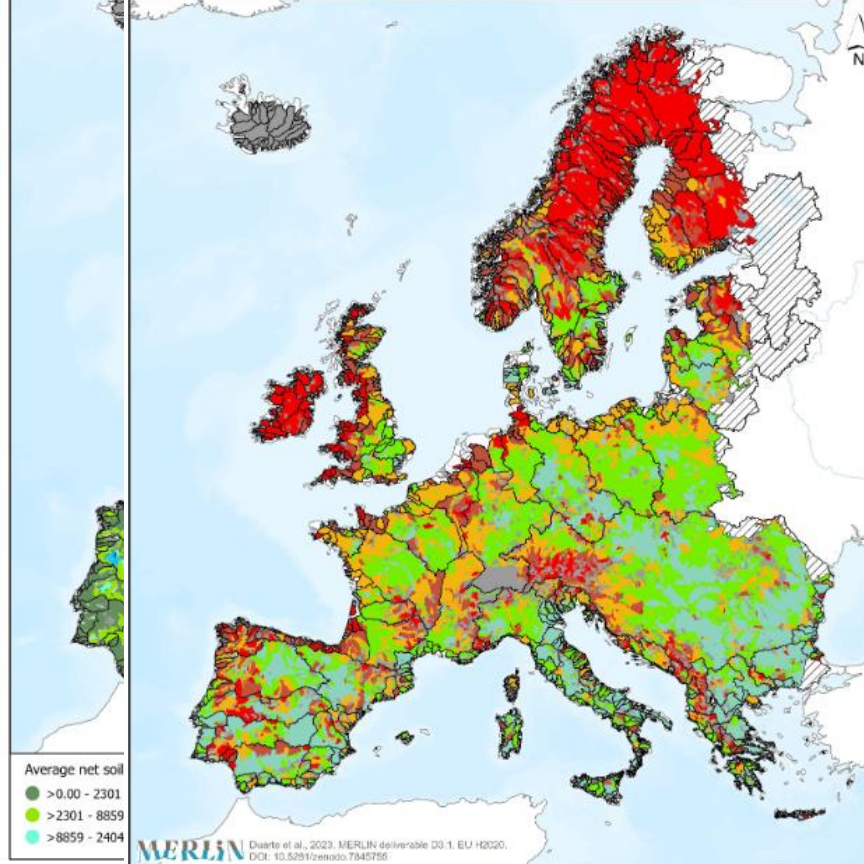 N
Average net soil
>0.00 - 2301
>2301 - 8859
>8859 - 2404
MERLIN Duarte et al., 2023. MERLIN deliverable D3.1. EU H2020.
DOI: 10.5281/zenodo.7845755